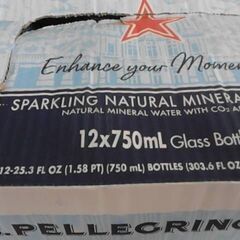 Enhance your Momen
SPARKLING NATURAL MINERA
NATURAL MINERAL WATER WITH CO₂ A
12x750mL Glass Bottl
12-25.3 FL OZ (1.58 PT) (750 mL) BOTTLES (303.6 FL OZ)
.PELLEGRINO